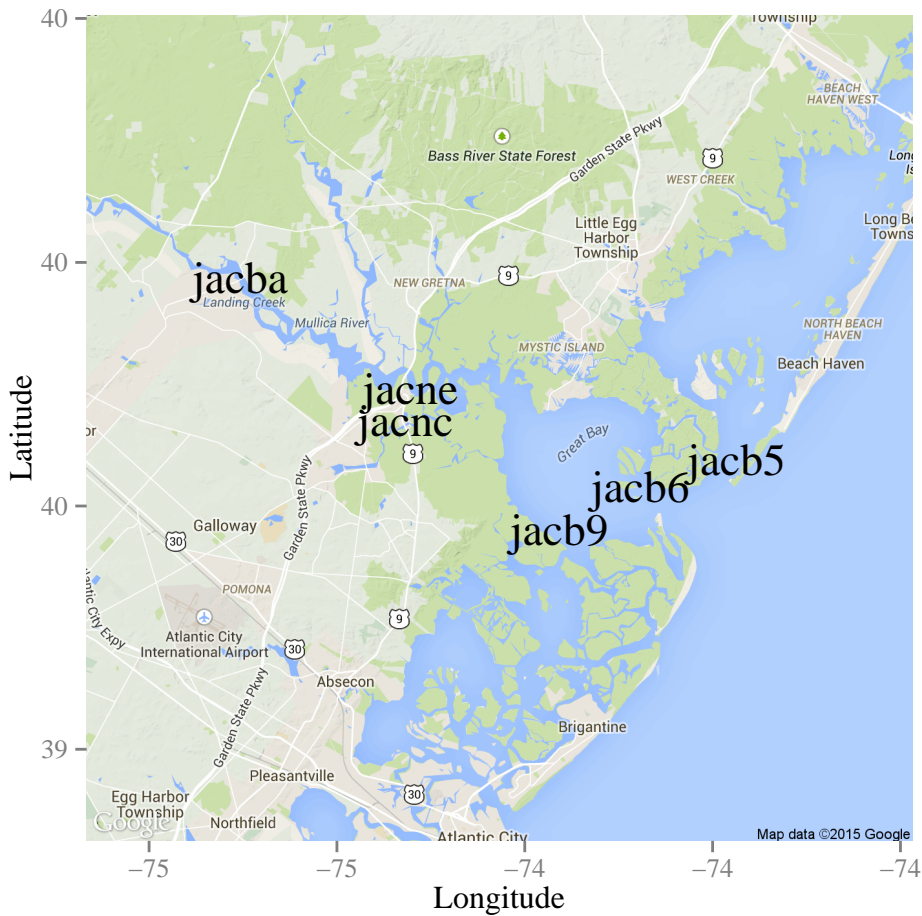 40
Township
BEACH
HAVEN WEST
Garden State Pkwy
9
Bass River State Forest
Long
Is
WEST CREEK
Little Egg
Harbor
Township
Long Be
Towns
40
9
NEW GRETNA
jacba
Landing Creek
Mullica River
NORTH BEACH
HAVEN
MYSTIC ISLAND
Beach Haven
jacne
jacnc
or
Great Bay
9
jacb5
jacb6
Garden State Pkwy
40
Galloway
jacb9
30
POMONA
lantic City Expy
9
Atlantic City
International Airport
30
Absecon
Garden State Pkwy
Brigantine
Pleasantville
30
39
Egg Harbor
Township
Northfield
Google
Atlantic City
Map data ©2015 Google
−75
−75
−74
−74
−74
Longitude
Latitude